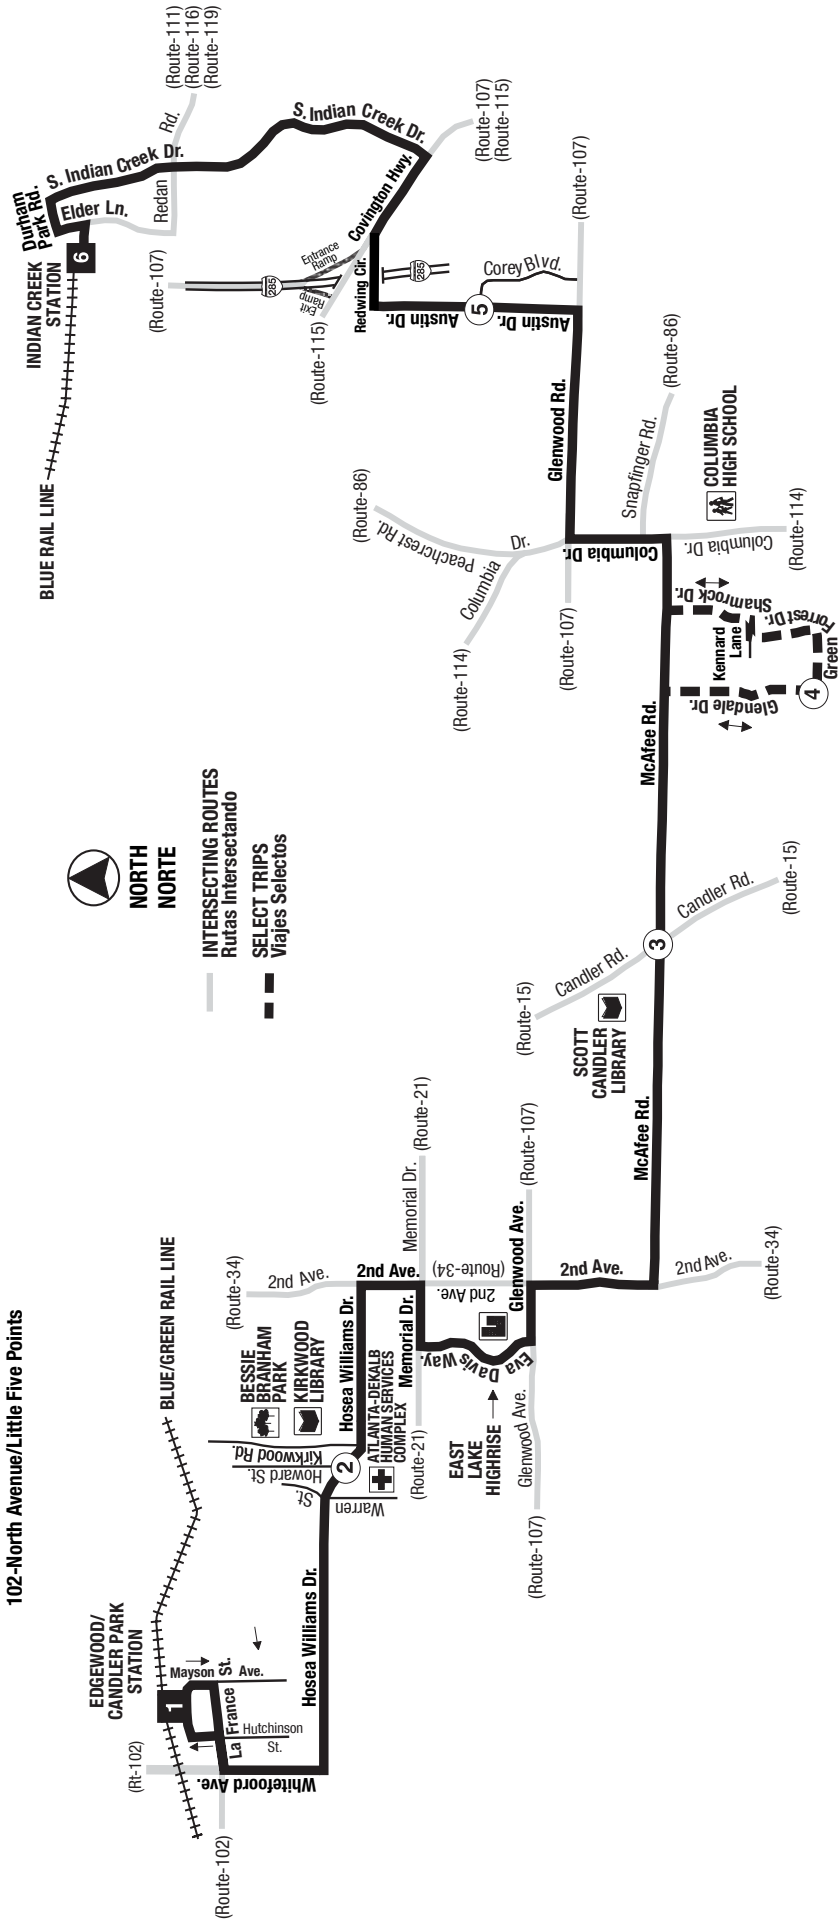 102-North Avenue/Little Five Points
EDGEWOOD/
CANDLER PARK
STATION
1
BLUE/GREEN RAIL LINE
(Rt-102)
(Route-102)
Mayson
Ave.
La France
St.
Hutchinson
St.
Whitefoord Ave.
Hosea Williams Dr.
Warren
St.
Howard St.
Kirkwood Rd.
2
BESSIE
BRANHAM
PARK
KIRKWOOD
LIBRARY
Hosea Williams Dr.
ATLANTA-DEKALB
HUMAN SERVICES
COMPLEX
(Route-34)
2nd Ave.
2nd Ave.
Memorial Dr.
Memorial Dr.
(Route-21)
(Route-21)
2nd Ave.
(Route-34)
Eva Davis Way.
EAST
LAKE
HIGHRISE
Glenwood Ave.
Glenwood Ave.
(Route-107)
(Route-107)
2nd Ave.
2nd Ave.
(Route-34)
McAfee Rd.
SCOTT
CANDLER
LIBRARY
(Route-15)
Candler Rd.
3
Candler Rd.
(Route-15)
NORTH
NORTE
INTERSECTING ROUTES
Rutas Intersectando
SELECT TRIPS
Viajes Selectos
McAfee Rd.
Glendale Dr.
4
Green
Forrest Dr.
Kennard
Lane
Shamrock Dr.
(Route-114)
Columbia
Dr.
Peachcrest Rd.
(Route-86)
(Route-107)
Columbia Dr.
Columbia Dr.
(Route-114)
COLUMBIA
HIGH SCHOOL
Snapfinger Rd.
(Route-86)
Glenwood Rd.
(Route-107)
Austin Dr.
5
Austin Dr.
Austin Dr.
Corey Blvd.
Redwing Cir.
(Route-115)
Exit
Ramp
Entrance
Ramp
285
285
(Route-107)
Covington Hwy.
(Route-107)
(Route-115)
S. Indian Creek Dr.
S. Indian Creek Dr.
Redan
Rd.
(Route-111)
(Route-116)
(Route-119)
Elder Ln.
Durham
Park Rd.
6
INDIAN CREEK
STATION
BLUE RAIL LINE